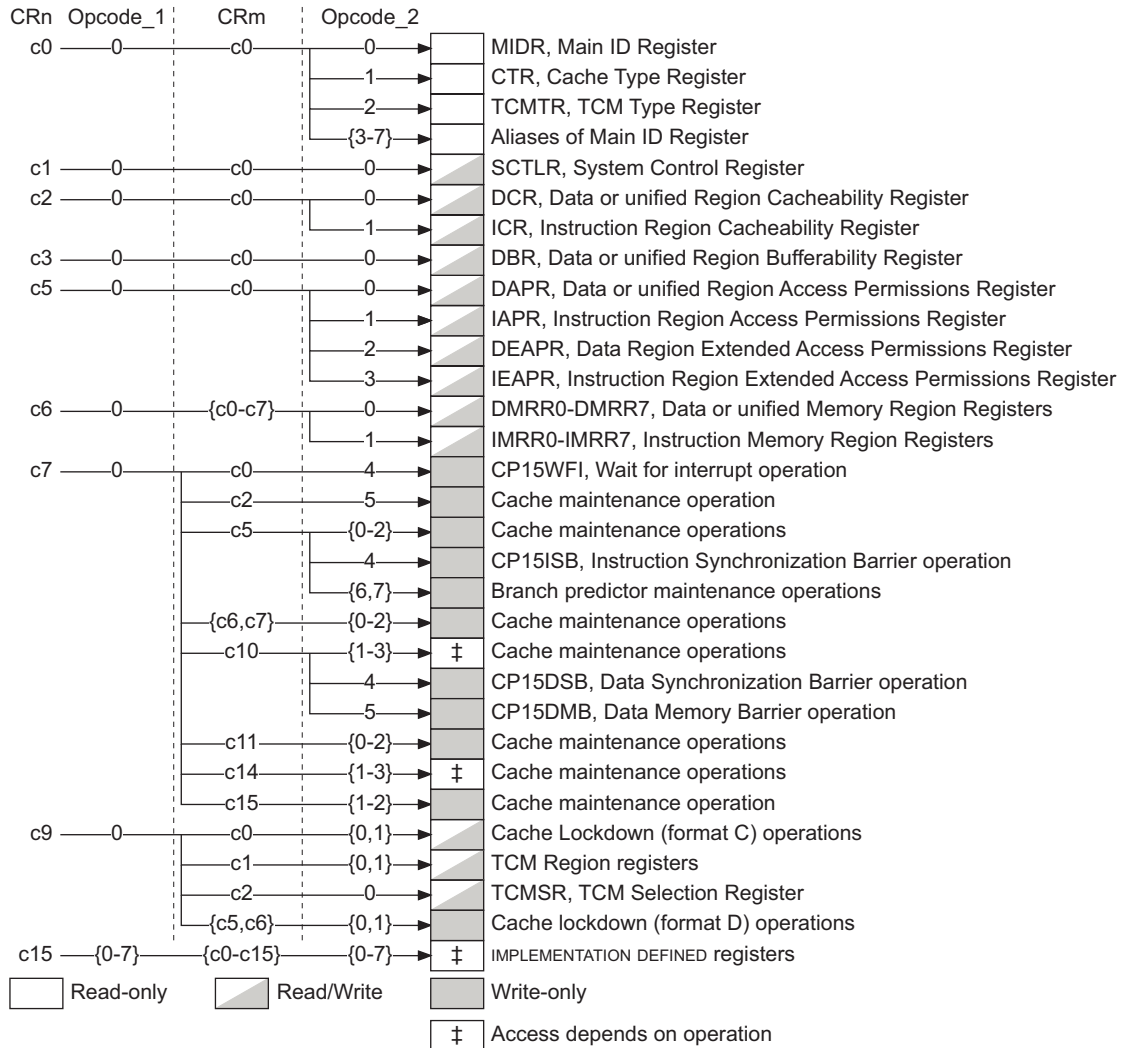 CRn Opcode_1 CRm Opcode_2
c0 0 c0 0 MIDR, Main ID Register
1 CTR, Cache Type Register
2 TCMTR, TCM Type Register
{3-7} Aliases of Main ID Register
c1 0 c0 0 SCTLR, System Control Register
c2 0 c0 0 DCR, Data or unified Region Cacheability Register
1 ICR, Instruction Region Cacheability Register
c3 0 c0 0 DBR, Data or unified Region Bufferability Register
c5 0 c0 0 DAPR, Data or unified Region Access Permissions Register
1 IAPR, Instruction Region Access Permissions Register
2 DEAPR, Data Region Extended Access Permissions Register
3 IEAPR, Instruction Region Extended Access Permissions Register
c6 0 {c0-c7} 0 DMRR0-DMRR7, Data or unified Memory Region Registers
1 IMRR0-IMRR7, Instruction Memory Region Registers
c7 0 c0 4 CP15WFI, Wait for interrupt operation
c2 5 Cache maintenance operation
c5 {0-2} Cache maintenance operations
4 CP15ISB, Instruction Synchronization Barrier operation
{6,7} Branch predictor maintenance operations
{c6,c7} {0-2} Cache maintenance operations
c10 {1-3} ‡ Cache maintenance operations
4 CP15DSB, Data Synchronization Barrier operation
5 CP15DMB, Data Memory Barrier operation
c11 {0-2} Cache maintenance operations
c14 {1-3} ‡ Cache maintenance operations
c15 {1-2} Cache maintenance operation
c9 0 c0 {0,1} Cache Lockdown (format C) operations
c1 {0,1} TCM Region registers
c2 0 TCMSR, TCM Selection Register
{c5,c6} {0,1} Cache lockdown (format D) operations
c15 {0-7} {c0-c15} {0-7} ‡ IMPLEMENTATION DEFINED registers
Read-only Read/Write Write-only
‡ Access depends on operation